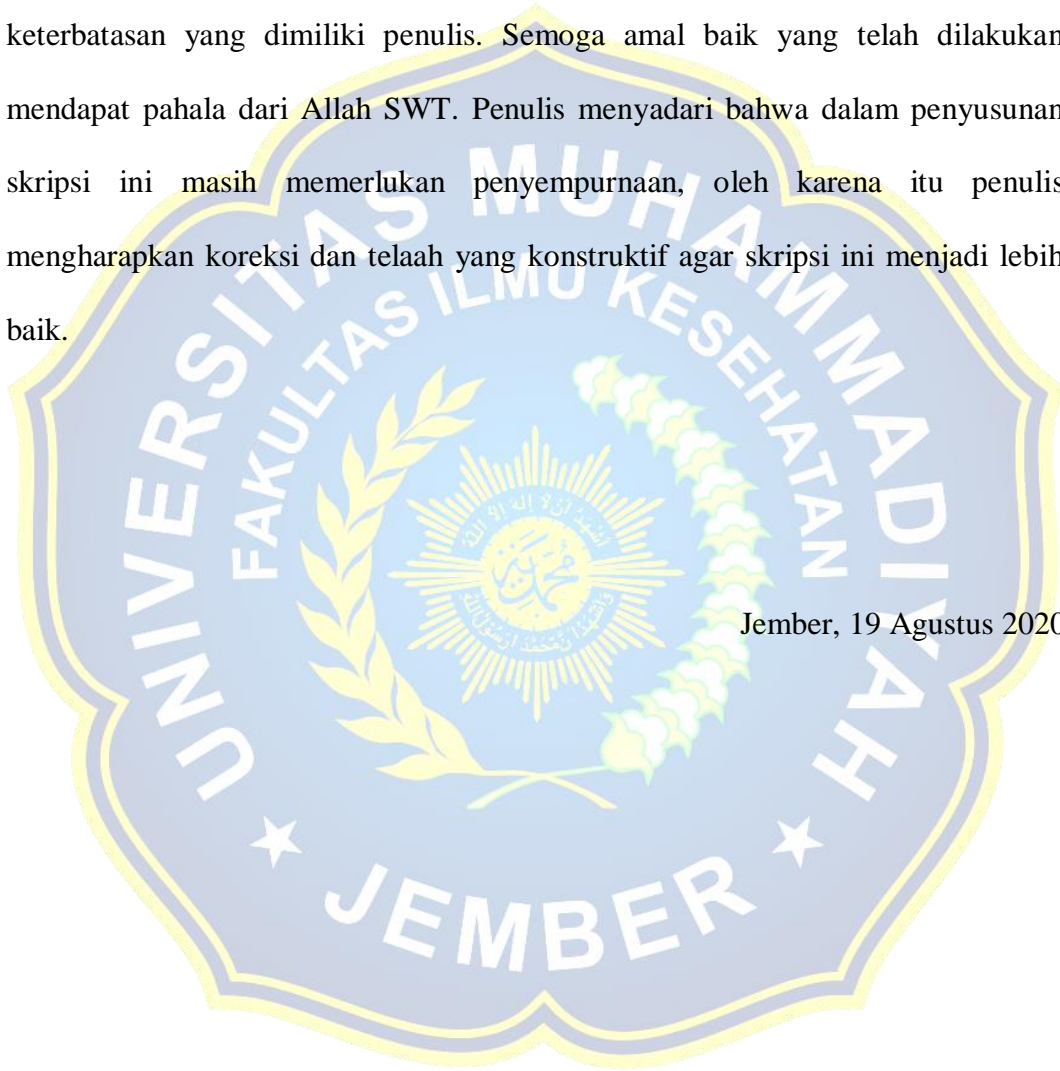 keterbatasan yang dimiliki penulis. Semoga amal baik yang telah dilakukan
mendapat pahala dari Allah SWT. Penulis menyadari bahwa dalam penyusunan
skripsi ini masih memerlukan penyempurnaan, oleh karena itu penulis
mengharapkan koreksi dan telaah yang konstruktif agar skripsi ini menjadi lebih
baik.
UNIVERSITAS MUHAMMADIYAH
FAKULTAS ILMU KESEHATAN
Jember, 19 Agustus 2020
JEMBER